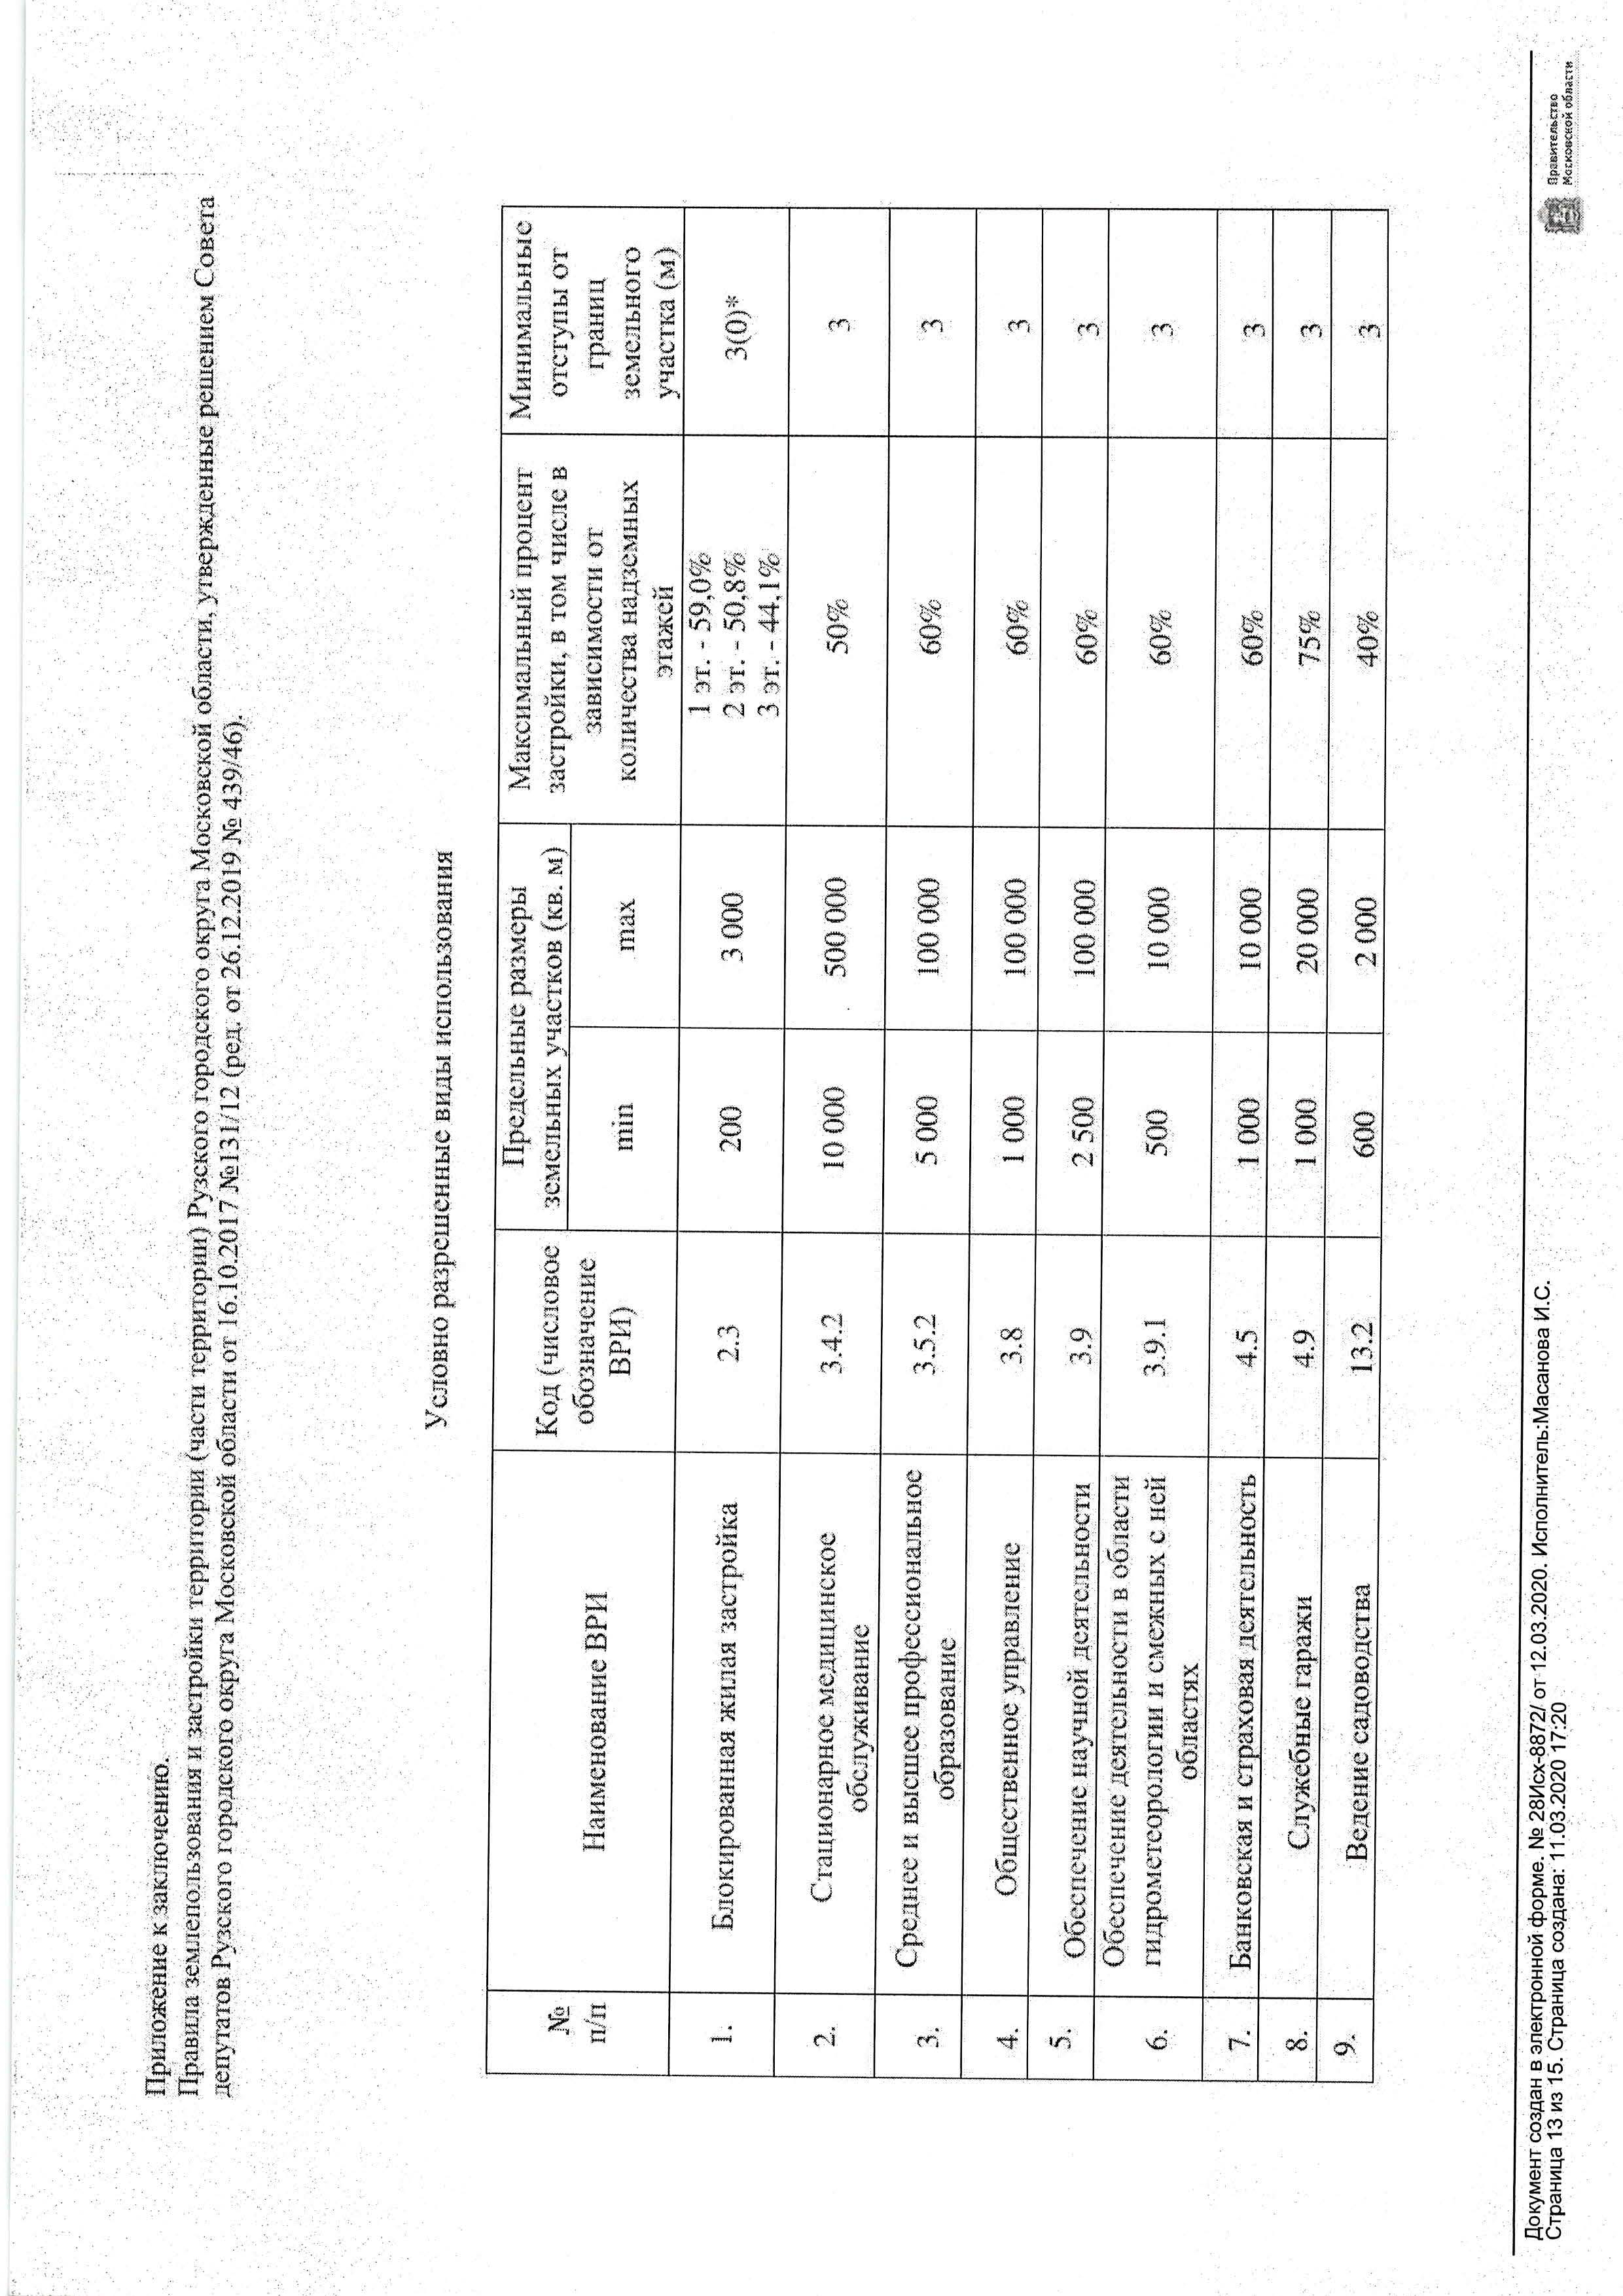 Приложение к заключению.
Правила землепользования и застройки территории (части территории) Рузского городского округа Московской области, утвержденные решением Совета
депутатов Рузского городского округа Московской области от 16.10.2017 №131/12 (ред. от 26.12.2019 № 439/46).
Условно разрешенные виды использования
№ п/п
Наименование ВРИ
Код (числовое
обозначение
ВРИ)
Предельные размеры
земельных участков (кв. м)
min
max
Максимальный процент
застройки, в том числе в
зависимости от
количества надземных
этажей
Минимальные
отступы от
границ
земельного
участка (м)
1. Блокированная жилая застройка 2.3 200 3 000 1 эт. - 59,0% 3(0)*
2 эт. - 50,8%
3 эт. - 44,1%
2. Стационарное медицинское 3.4.2 10 000 500 000 50% 3
обслуживание
3. Среднее и высшее профессиональное 3.5.2 5 000 100 000 60% 3
образование
4. Общественное управление 3.8 1 000 100 000 60% 3
5. Обеспечение научной деятельности 3.9 2 500 100 000 60% 3
6. Обеспечение деятельности в области 3.9.1 500 10 000 60% 3
гидрометеорологии и смежных с ней
областях
7. Банковская и страховая деятельность 4.5 1 000 10 000 60% 3
8. Служебные гаражи 4.9 1 000 20 000 75% 3
9. Ведение садоводства 13.2 600 2 000 40% 3
Документ создан в электронной форме. № 28Исх-8872/ от 12.03.2020. Исполнитель:Масанова И.С.
Страница 13 из 15. Страница создана: 11.03.2020 17:20
Правительство
Московской области